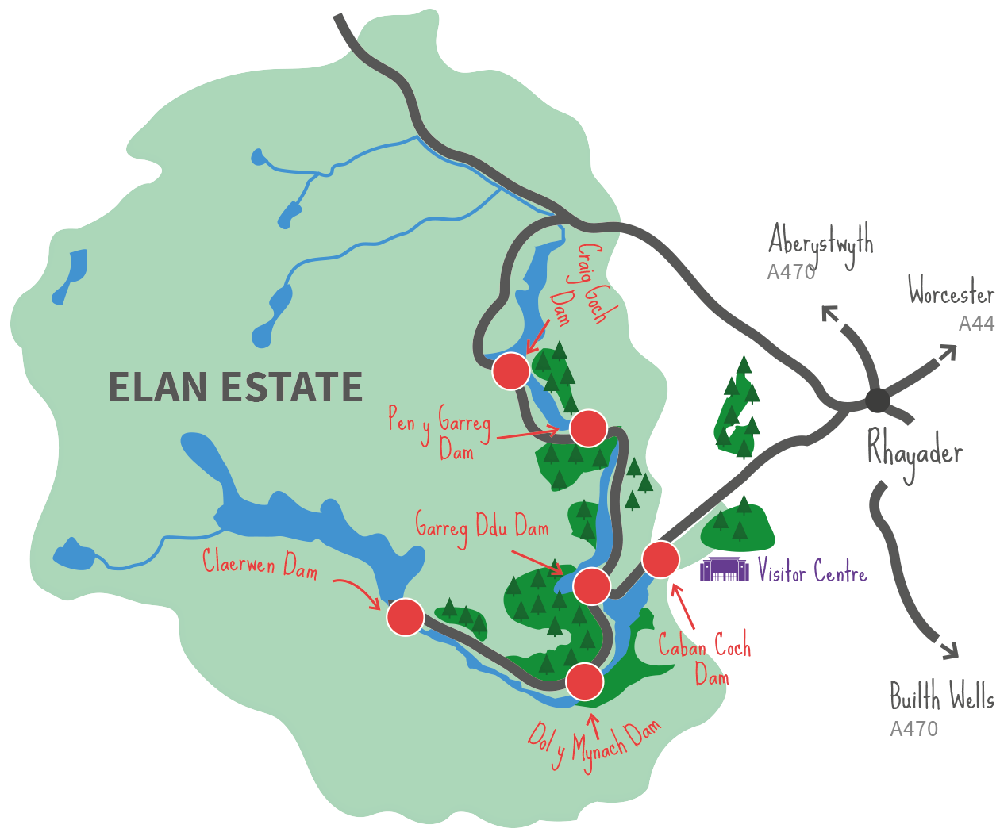 Aberystwyth
A470
Worcester
A44
Craig Goch
Dam
ELAN ESTATE
Pen y Garreg
Dam
Rhayader
Garreg Ddu Dam
Claerwen Dam
Visitor Centre
Caban Coch
Dam
Builth Wells
A470
Dol y Mynach Dam